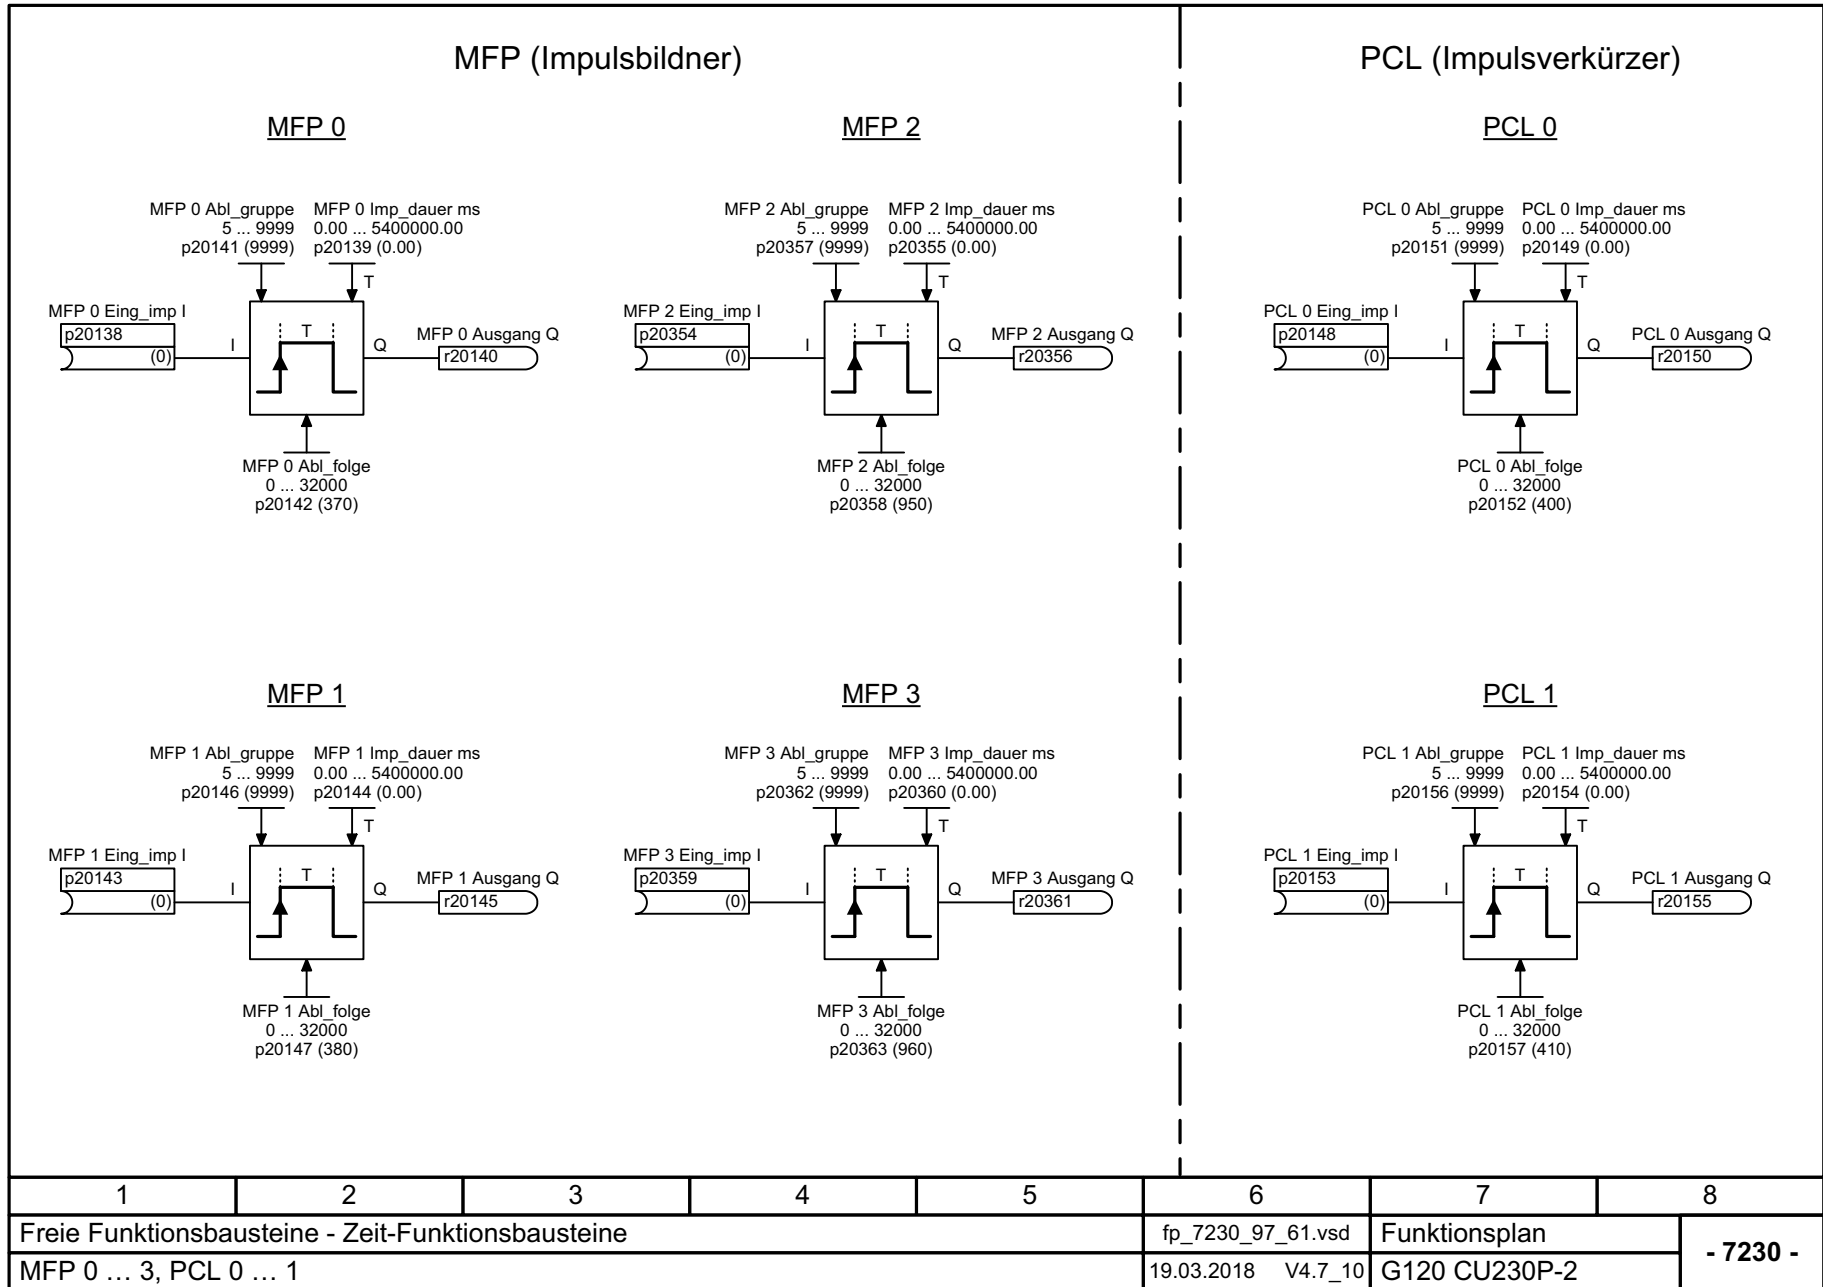 MFP (Impulsbildner)
PCL (Impulsverkürzer)
MFP 0
MFP 0 Abl_gruppe
5 ... 9999
p20141 (9999)
MFP 0 Imp_dauer ms
0.00 ... 5400000.00
p20139 (0.00)
T
MFP 0 Eing_imp I
p20138
(0)
I
T
Q
MFP 0 Ausgang Q
r20140
MFP 0 Abl_folge
0 ... 32000
p20142 (370)
MFP 2
MFP 2 Abl_gruppe
5 ... 9999
p20357 (9999)
MFP 2 Imp_dauer ms
0.00 ... 5400000.00
p20355 (0.00)
T
MFP 2 Eing_imp I
p20354
(0)
I
T
Q
MFP 2 Ausgang Q
r20356
MFP 2 Abl_folge
0 ... 32000
p20358 (950)
PCL 0
PCL 0 Abl_gruppe
5 ... 9999
p20151 (9999)
PCL 0 Imp_dauer ms
0.00 ... 5400000.00
p20149 (0.00)
T
PCL 0 Eing_imp I
p20148
(0)
I
T
Q
PCL 0 Ausgang Q
r20150
PCL 0 Abl_folge
0 ... 32000
p20152 (400)
MFP 1
MFP 1 Abl_gruppe
5 ... 9999
p20146 (9999)
MFP 1 Imp_dauer ms
0.00 ... 5400000.00
p20144 (0.00)
T
MFP 1 Eing_imp I
p20143
(0)
I
T
Q
MFP 1 Ausgang Q
r20145
MFP 1 Abl_folge
0 ... 32000
p20147 (380)
MFP 3
MFP 3 Abl_gruppe
5 ... 9999
p20362 (9999)
MFP 3 Imp_dauer ms
0.00 ... 5400000.00
p20360 (0.00)
T
MFP 3 Eing_imp I
p20359
(0)
I
T
Q
MFP 3 Ausgang Q
r20361
MFP 3 Abl_folge
0 ... 32000
p20363 (960)
PCL 1
PCL 1 Abl_gruppe
5 ... 9999
p20156 (9999)
PCL 1 Imp_dauer ms
0.00 ... 5400000.00
p20154 (0.00)
T
PCL 1 Eing_imp I
p20153
(0)
I
T
Q
PCL 1 Ausgang Q
r20155
PCL 1 Abl_folge
0 ... 32000
p20157 (410)
1 2 3 4 5 6 7 8
Freie Funktionsbausteine - Zeit-Funktionsbausteine
fp_7230_97_61.vsd
Funktionsplan
- 7230 -
MFP 0 … 3, PCL 0 … 1
19.03.2018 V4.7_10
G120 CU230P-2